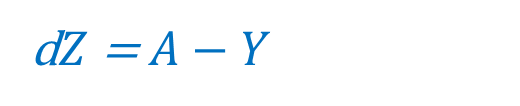 dZ = A − Y